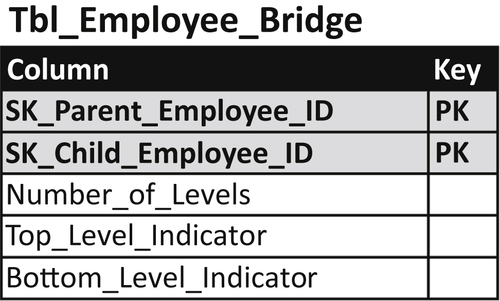 Tbl_Employee_Bridge
Column Key
SK_Parent_Employee_ID PK
SK_Child_Employee_ID PK
Number_of_Levels
Top_Level_Indicator
Bottom_Level_Indicator